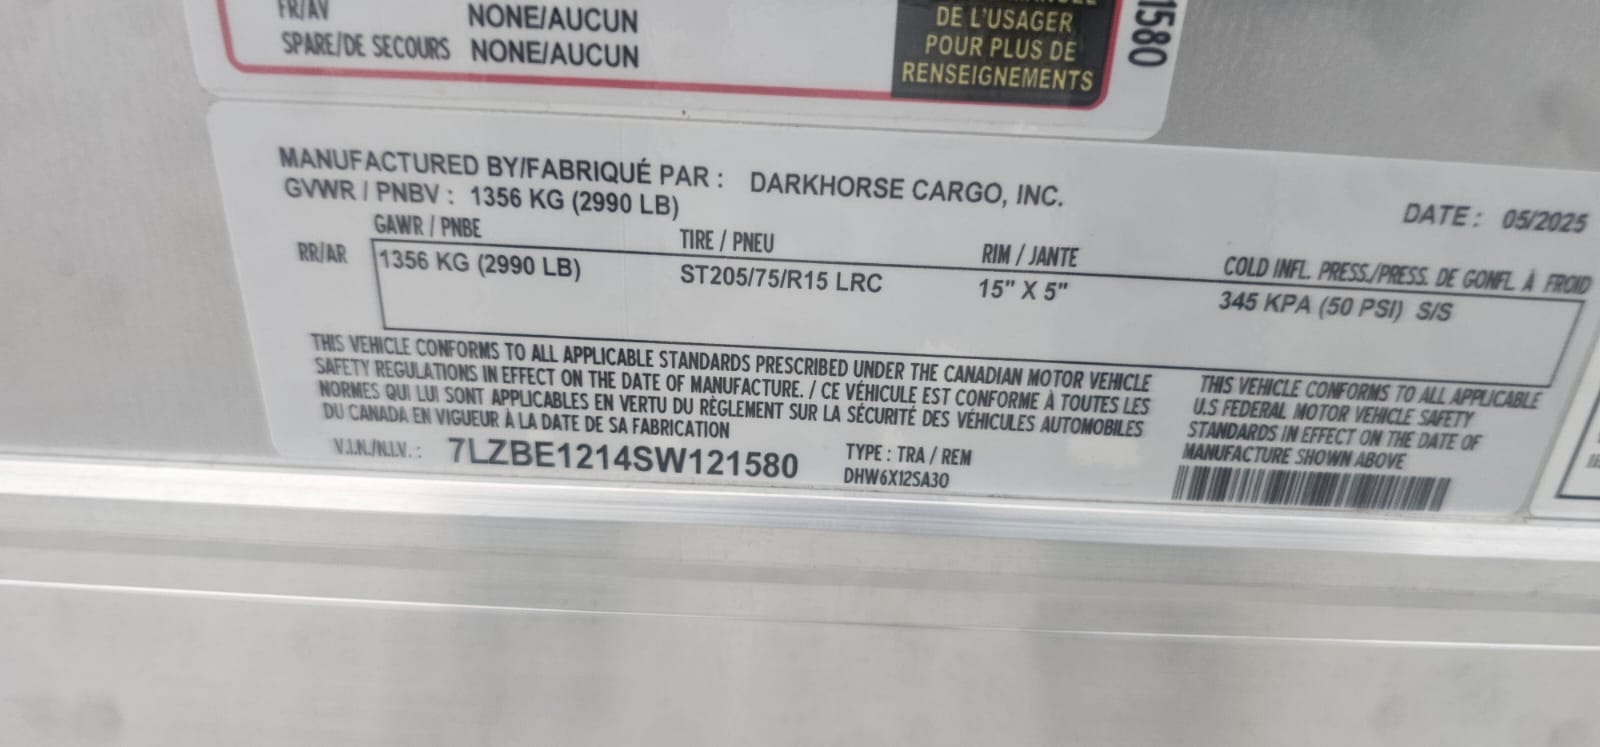 FR/AV NONE/AUCUN
SPARE/DE SECOURS NONE/AUCUN
DE L'USAGER
POUR PLUS DE
RENSEIGNEMENTS
1580
MANUFACTURED BY/FABRIQUÉ PAR : DARKHORSE CARGO, INC.
GVWR / PNBV : 1356 KG (2990 LB)
DATE : 05/2025
GAWR / PNBE TIRE / PNEU RIM / JANTE COLD INFL. PRESS./PRESS. DE GONFL. À FROID
RR/AR 1356 KG (2990 LB) ST205/75/R15 LRC 15" X 5" 345 KPA (50 PSI) S/S
THIS VEHICLE CONFORMS TO ALL APPLICABLE STANDARDS PRESCRIBED UNDER THE CANADIAN MOTOR VEHICLE
SAFETY REGULATIONS IN EFFECT ON THE DATE OF MANUFACTURE. / CE VÉHICULE EST CONFORME À TOUTES LES
NORMES QUI LUI SONT APPLICABLES EN VERTU DU RÈGLEMENT SUR LA SÉCURITÉ DES VÉHICULES AUTOMOBILES
DU CANADA EN VIGUEUR À LA DATE DE SA FABRICATION
THIS VEHICLE CONFORMS TO ALL APPLICABLE
U.S FEDERAL MOTOR VEHICLE SAFETY
STANDARDS IN EFFECT ON THE DATE OF
MANUFACTURE SHOWN ABOVE
V.I.N./N.I.V. : 7LZBE1214SW121580
TYPE : TRA / REM
DHW6X12SA30